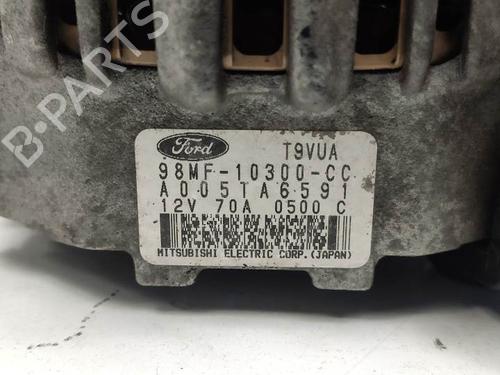 B-PARTS
Ford T9VUA
98MF-10300-CC
A005TA6591
12V 70A 0500 C
MITSUBISHI ELECTRIC CORP.(JAPAN)